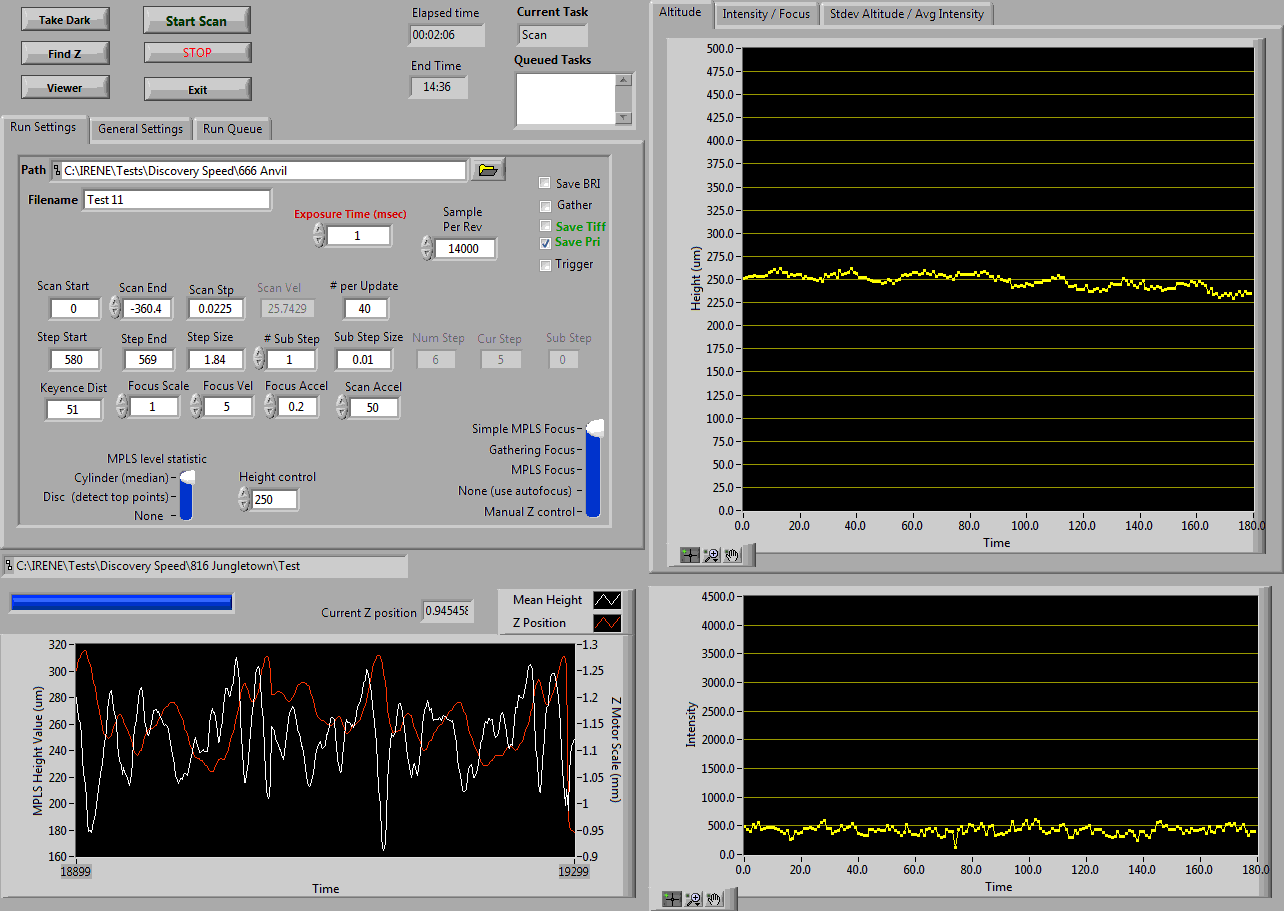 Take Dark
Start Scan
Find Z
STOP
Viewer
Exit
Elapsed time
00:02:06
End Time
14:36
Current Task
Scan
Queued Tasks
Run Settings
General Settings
Run Queue
Path
C:\IRENE\Tests\Discovery Speed\666 Anvil
Filename
Test 11
Exposure Time (msec)
1
Sample
Per Rev
14000
Save BRI
Gather
Save Tiff
Save Pri
Trigger
Scan Start
Scan End
Scan Stp
Scan Vel
# per Update
0
-360.4
0.0225
25.7429
40
Step Start
Step End
Step Size
# Sub Step
Sub Step Size
Num Step
Cur Step
Sub Step
580
569
1.84
1
0.01
6
5
0
Keyence Dist
Focus Scale
Focus Vel
Focus Accel
Scan Accel
51
1
5
0.2
50
MPLS level statistic
Cylinder (median)
Disc (detect top points)
None
Height control
250
Simple MPLS Focus
Gathering Focus
MPLS Focus
None (use autofocus)
Manual Z control
C:\IRENE\Tests\Discovery Speed\816 Jungletown\Test
Current Z position
0.945458
Mean Height
Z Position
MPLS Height Value (um)
320
300
280
260
240
220
200
180
160
1.3
1.25
1.2
1.15
1.1
1.05
1
0.95
0.9
Z Motor Scale (mm)
18899
19299
Time
Altitude
Intensity / Focus
Stdev Altitude / Avg Intensity
Height (um)
500.0
475.0
450.0
425.0
400.0
375.0
350.0
325.0
300.0
275.0
250.0
225.0
200.0
175.0
150.0
125.0
100.0
75.0
50.0
25.0
0.0
0.0
20.0
40.0
60.0
80.0
100.0
120.0
140.0
160.0
180.0
Time
Intensity
4500.0
4000.0
3500.0
3000.0
2500.0
2000.0
1500.0
1000.0
500.0
0.0
0.0
20.0
40.0
60.0
80.0
100.0
120.0
140.0
160.0
180.0
Time